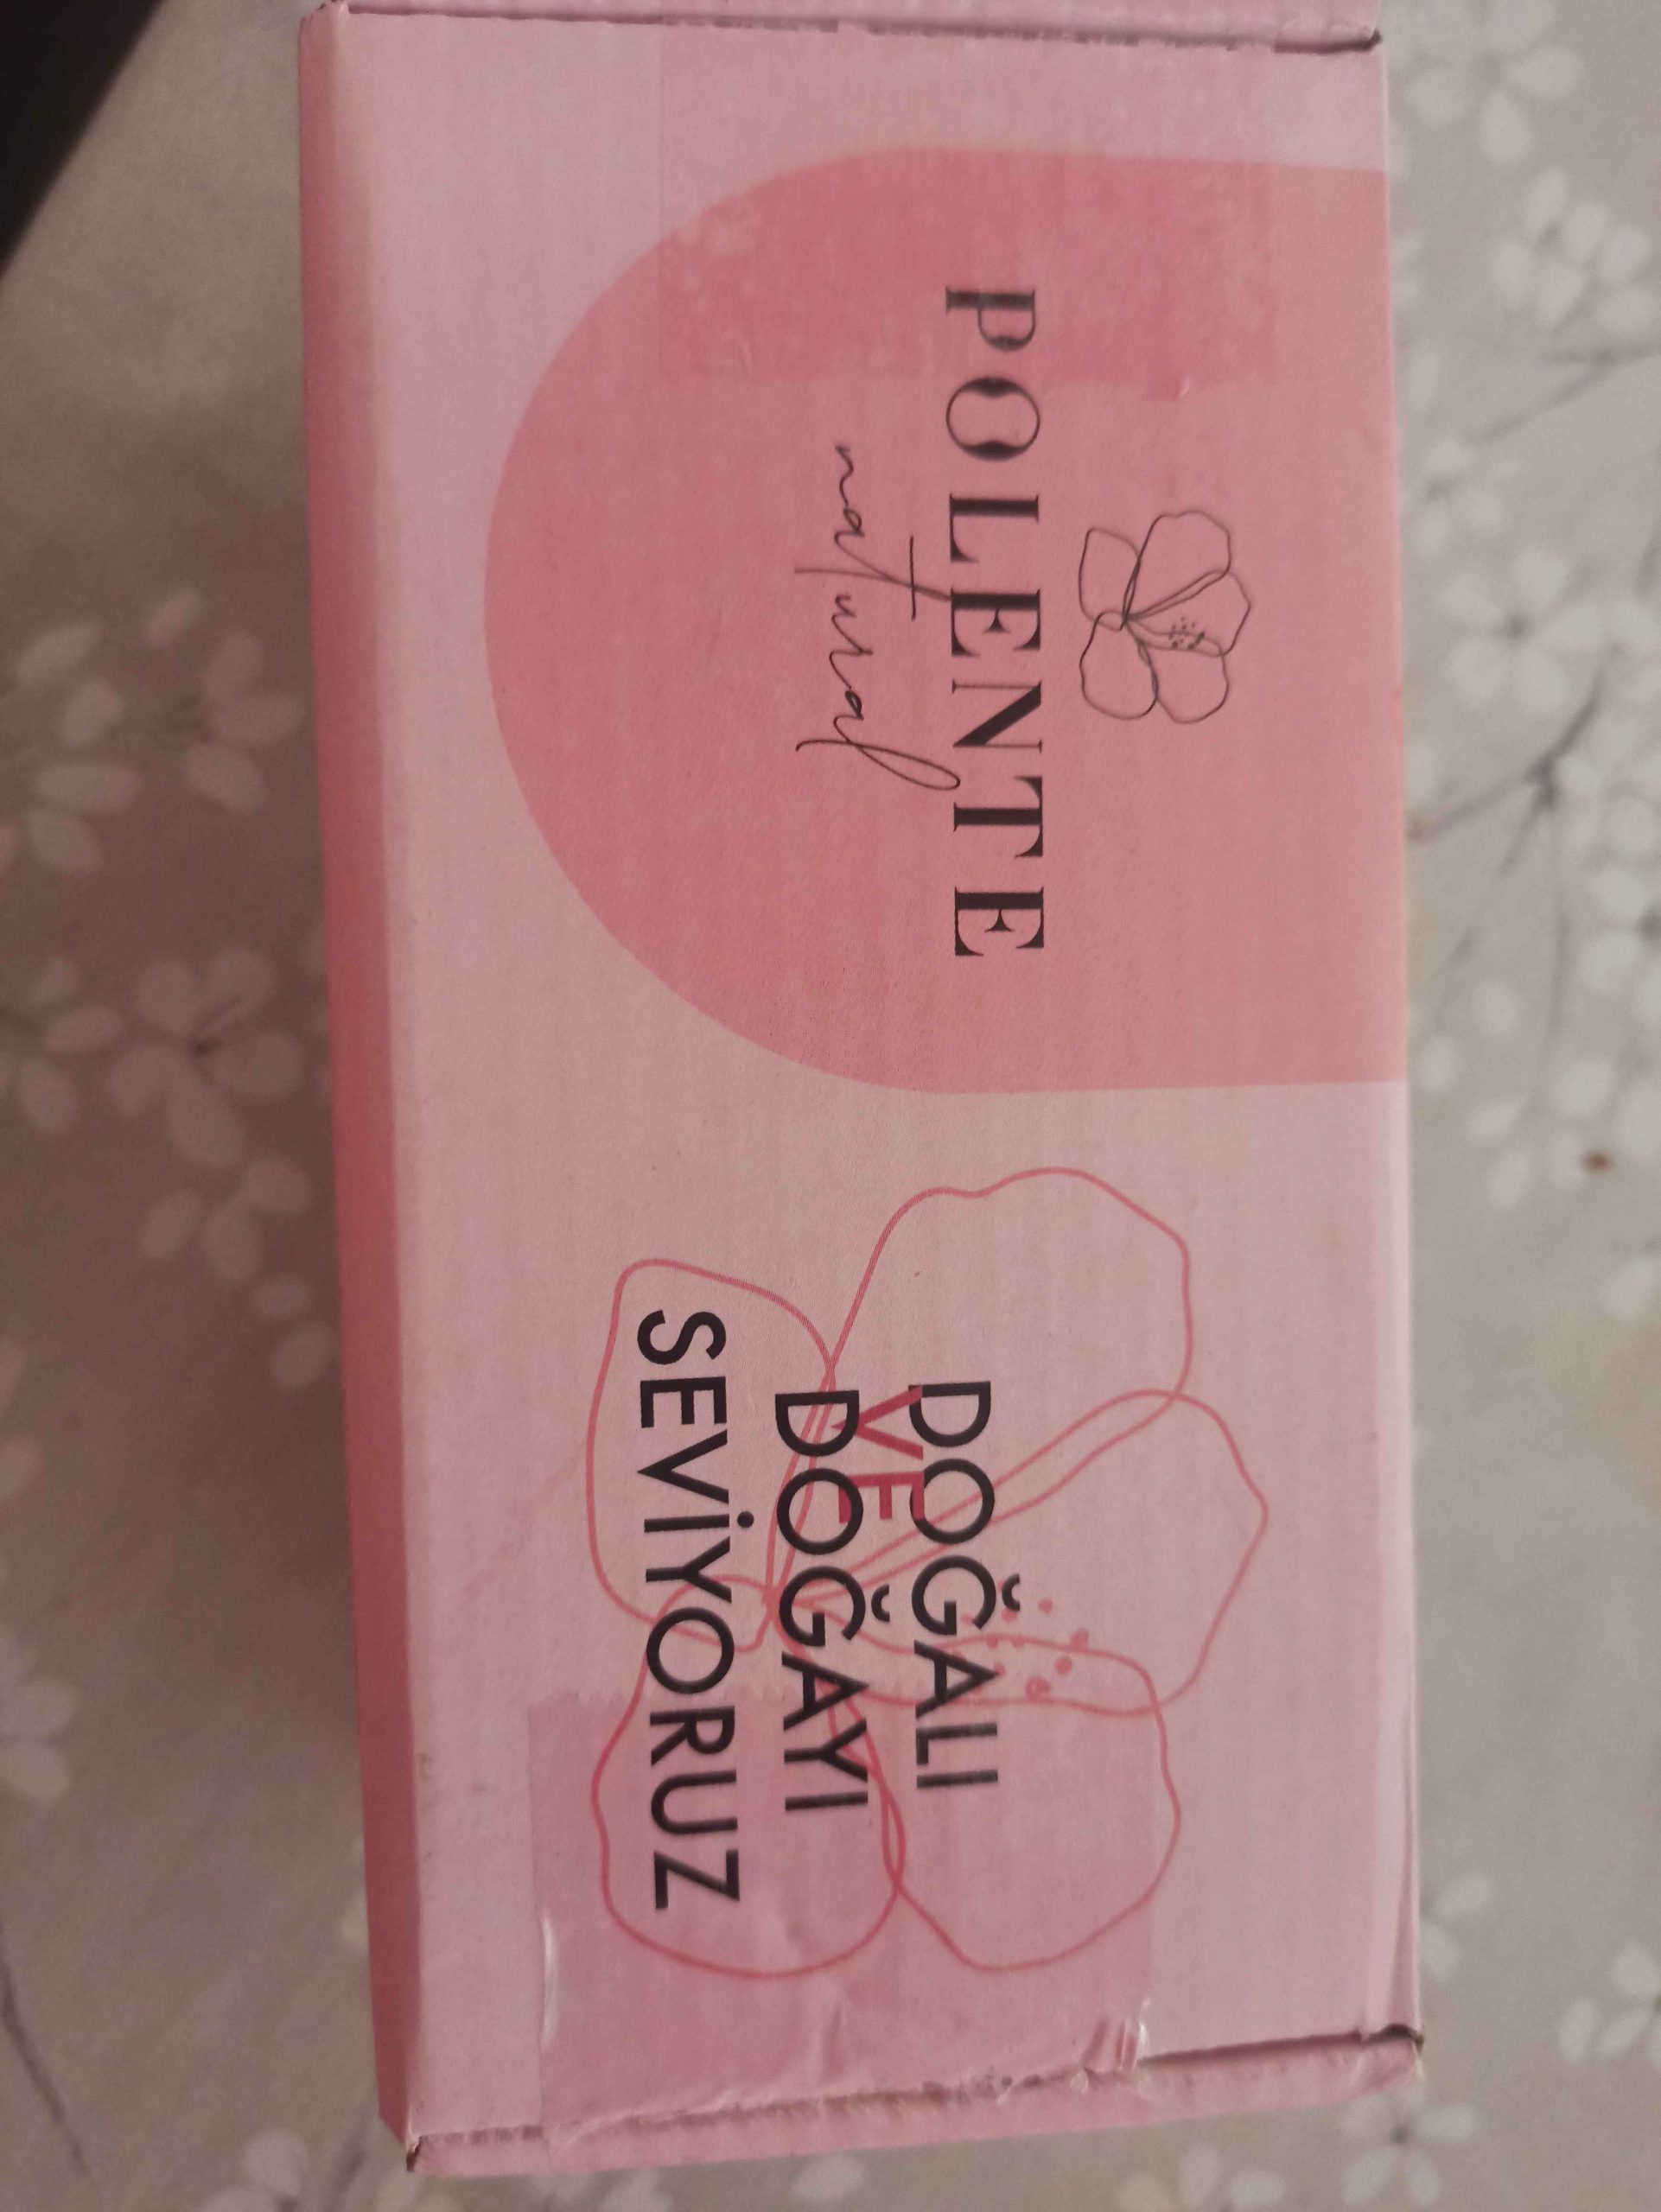 POLENTE
natural
DOĞALI
VE
DOĞAYI
SEVİYORUZ